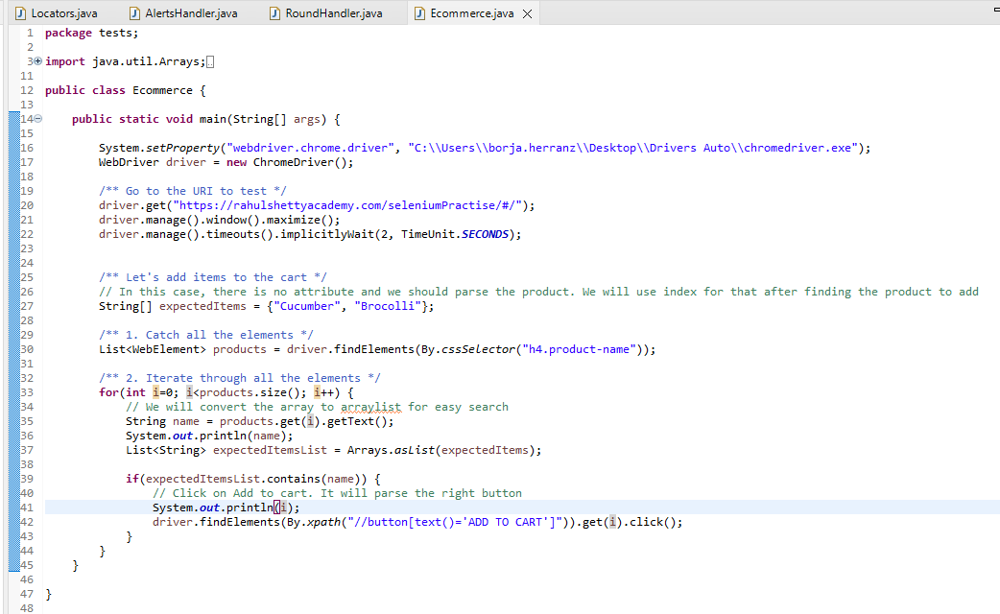 Locators.java AlertsHandler.java RoundHandler.java Ecommerce.java
1 package tests;
2
3 import java.util.Arrays;
11
12 public class Ecommerce {
13
14 public static void main(String[] args) {
15
16 System.setProperty("webdriver.chrome.driver", "C:\\Users\\borja.herranz\\Desktop\\Drivers Auto\\chromedriver.exe");
17 WebDriver driver = new ChromeDriver();
18
19 /** Go to the URI to test */
20 driver.get("https://rahulshettyacademy.com/seleniumPractise/#/");
21 driver.manage().window().maximize();
22 driver.manage().timeouts().implicitlyWait(2, TimeUnit.SECONDS);
23
24
25 /** Let's add items to the cart */
26 // In this case, there is no attribute and we should parse the product. We will use index for that after finding the product to add
27 String[] expectedItems = {"Cucumber", "Brocolli"};
28
29 /** 1. Catch all the elements */
30 List<WebElement> products = driver.findElements(By.cssSelector("h4.product-name"));
31
32 /** 2. Iterate through all the elements */
33 for(int i=0; i<products.size(); i++) {
34 // We will convert the array to arraylist for easy search
35 String name = products.get(i).getText();
36 System.out.println(name);
37 List<String> expectedItemsList = Arrays.asList(expectedItems);
38
39 if(expectedItemsList.contains(name)) {
40 // Click on Add to cart. It will parse the right button
41 System.out.println(i);
42 driver.findElements(By.xpath("//button[text()='ADD TO CART']")).get(i).click();
43 }
44 }
45 }
46
47 }
48